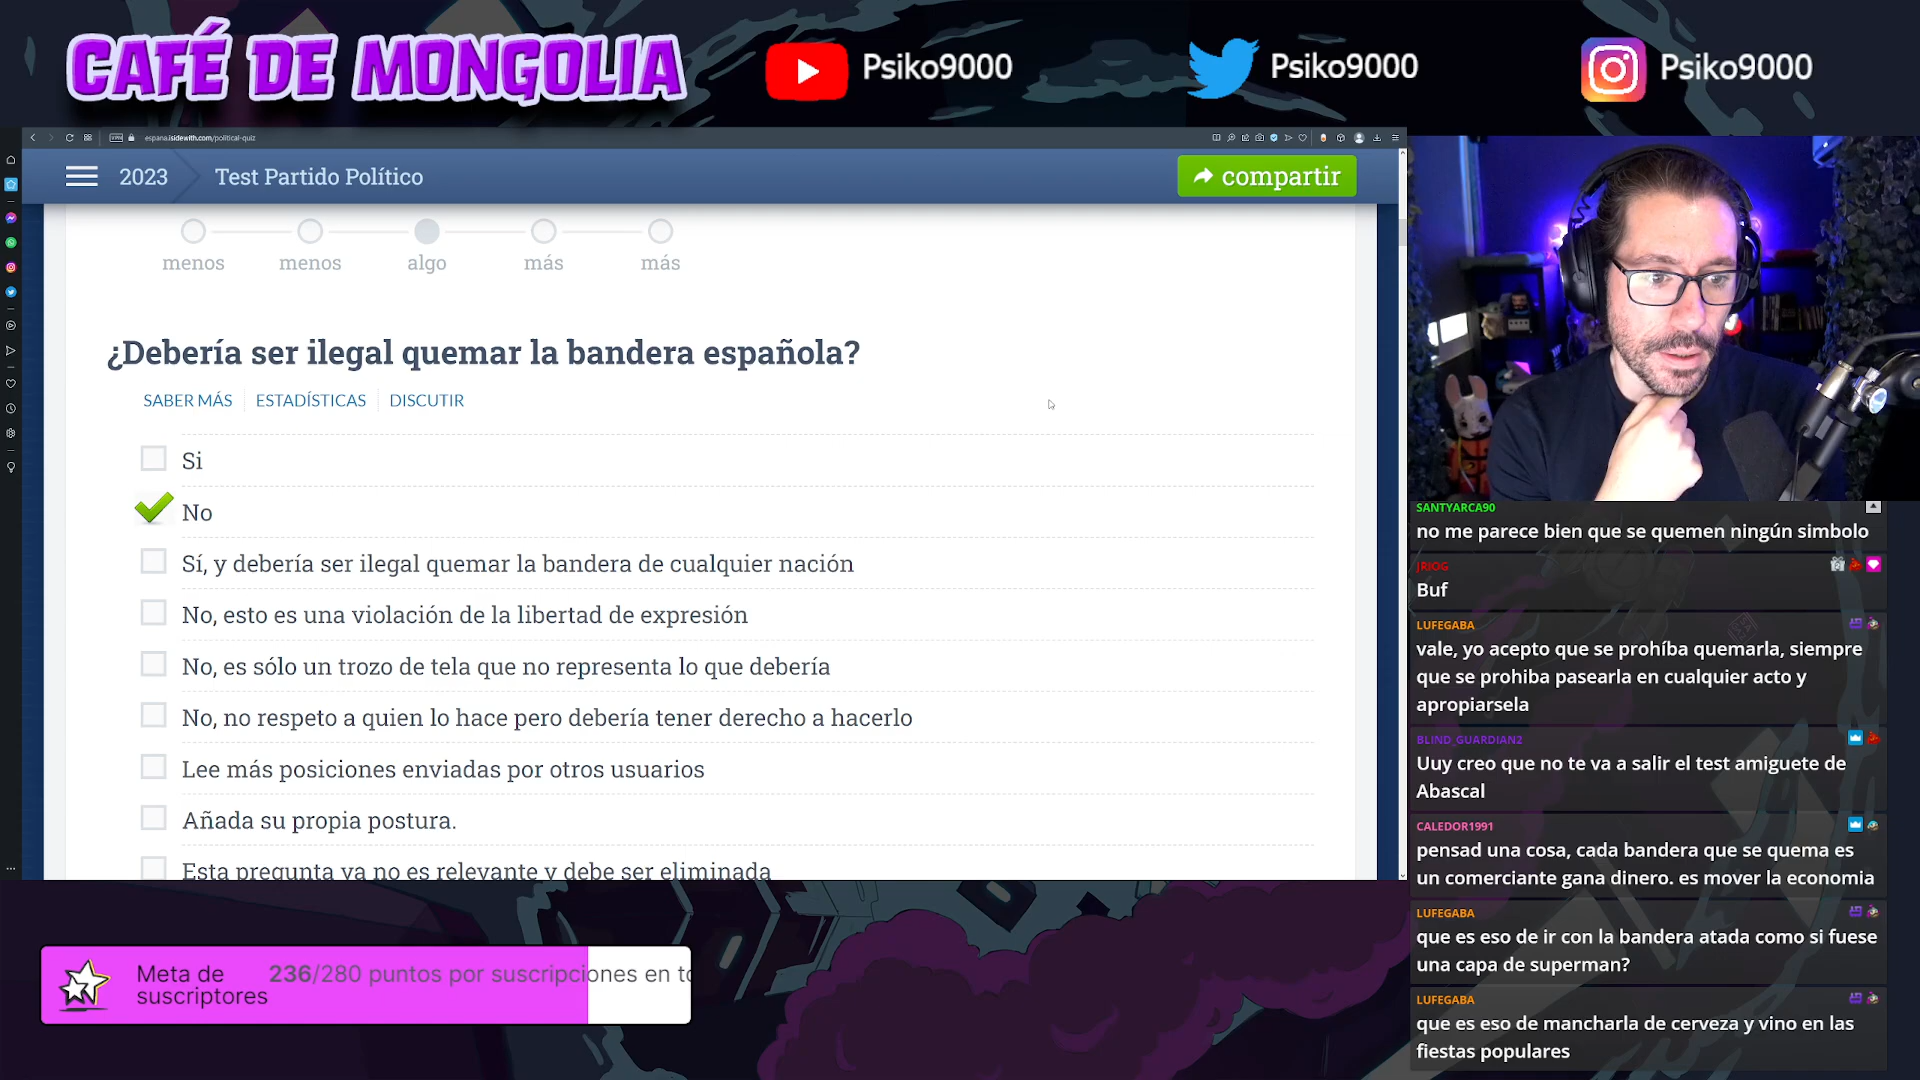 CAFÉ DE MONGOLIA
Psiko9000
Psiko9000
Psiko9000
espana.isidewith.com/political-quiz
2023
Test Partido Político
compartir
menos
menos
algo
más
más
¿Debería ser ilegal quemar la bandera española?
SABER MÁS
ESTADÍSTICAS
DISCUTIR
Si
No
Sí, y debería ser ilegal quemar la bandera de cualquier nación
No, esto es una violación de la libertad de expresión
No, es sólo un trozo de tela que no representa lo que debería
No, no respeto a quien lo hace pero debería tener derecho a hacerlo
Lee más posiciones enviadas por otros usuarios
Añada su propia postura.
Esta pregunta ya no es relevante y debe ser eliminada
SANTYARCA90
no me parece bien que se quemen ningún simbolo
JRIOG
Buf
LUFEGABA
vale, yo acepto que se prohíba quemarla, siempre
que se prohiba pasearla en cualquier acto y
apropiarsela
BLIND_GUARDIAN2
Uuy creo que no te va a salir el test amiguete de
Abascal
CALEDOR1991
pensad una cosa, cada bandera que se quema es
un comerciante gana dinero. es mover la economia
LUFEGABA
que es eso de ir con la bandera atada como si fuese
una capa de superman?
LUFEGABA
que es eso de mancharla de cerveza y vino en las
fiestas populares
Meta de
suscriptores
236/280 puntos por suscripciones en to